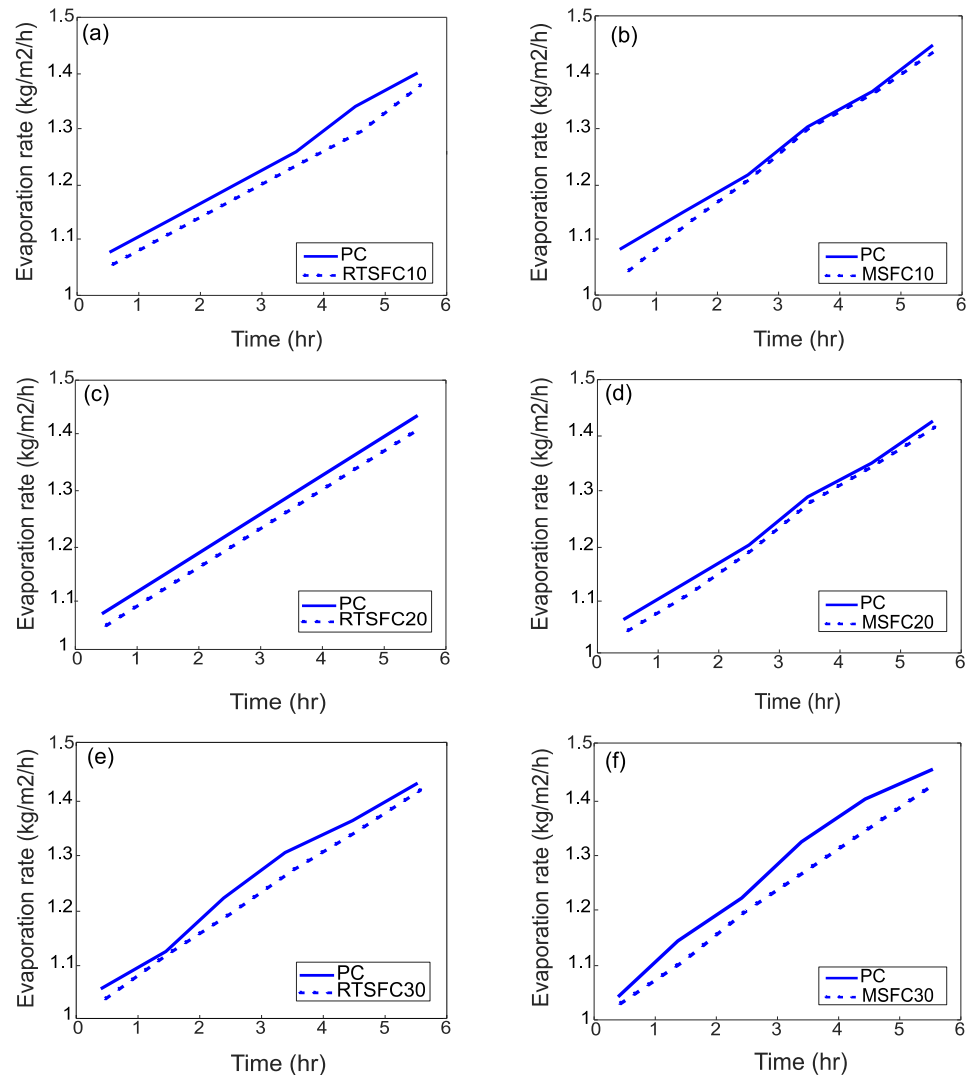 (a)
Evaporation rate (kg/m2/h)
1.5
1.4
1.3
1.2
1.1
1
PC
RTSFC10
0 1 2 3 4 5 6
Time (hr)
(b)
Evaporation rate (kg/m2/h)
1.5
1.4
1.3
1.2
1.1
1
PC
MSFC10
0 1 2 3 4 5 6
Time (hr)
(c)
Evaporation rate (kg/m2/h)
1.5
1.4
1.3
1.2
1.1
1
PC
RTSFC20
0 1 2 3 4 5 6
Time (hr)
(d)
Evaporation rate (kg/m2/h)
1.5
1.4
1.3
1.2
1.1
1
PC
MSFC20
0 1 2 3 4 5 6
Time (hr)
(e)
Evaporation rate (kg/m2/h)
1.5
1.4
1.3
1.2
1.1
1
PC
RTSFC30
0 1 2 3 4 5 6
Time (hr)
(f)
Evaporation rate (kg/m2/h)
1.5
1.4
1.3
1.2
1.1
1
PC
MSFC30
0 1 2 3 4 5 6
Time (hr)